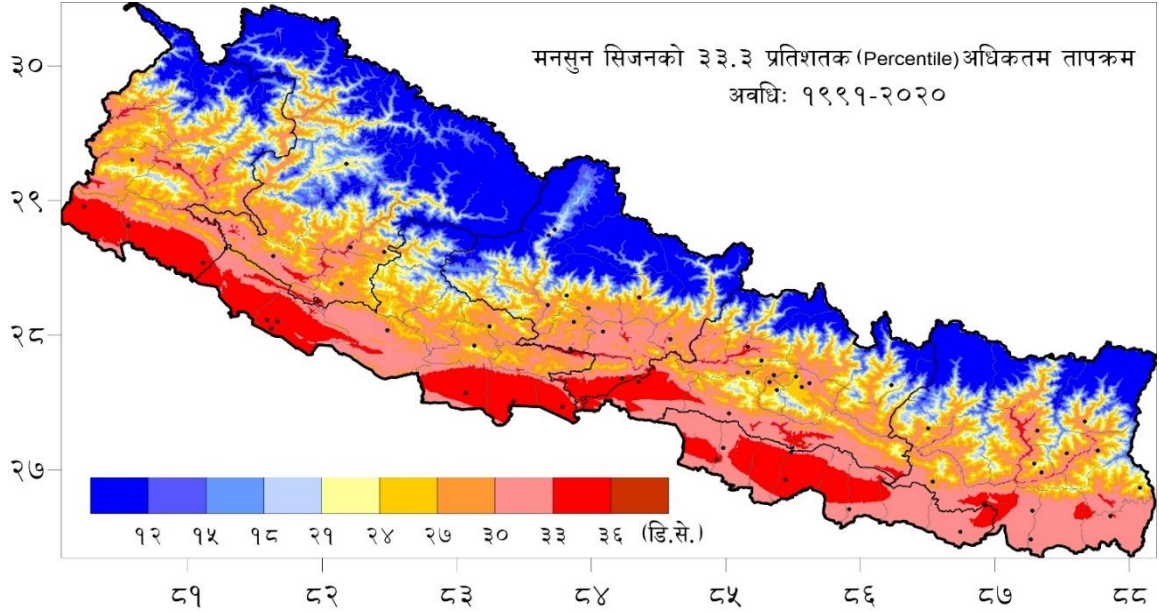 मनसुन सिजनको ३३.३ प्रतिशतक (Percentile) अधिकतम तापक्रम
अवधिः १९९१-२०२०
३०
२९
२८
२७
१२ १५ १८ २१ २४ २७ ३० ३३ ३६ (डि.से.)
८१ ८२ ८३ ८४ ८५ ८६ ८७ ८८